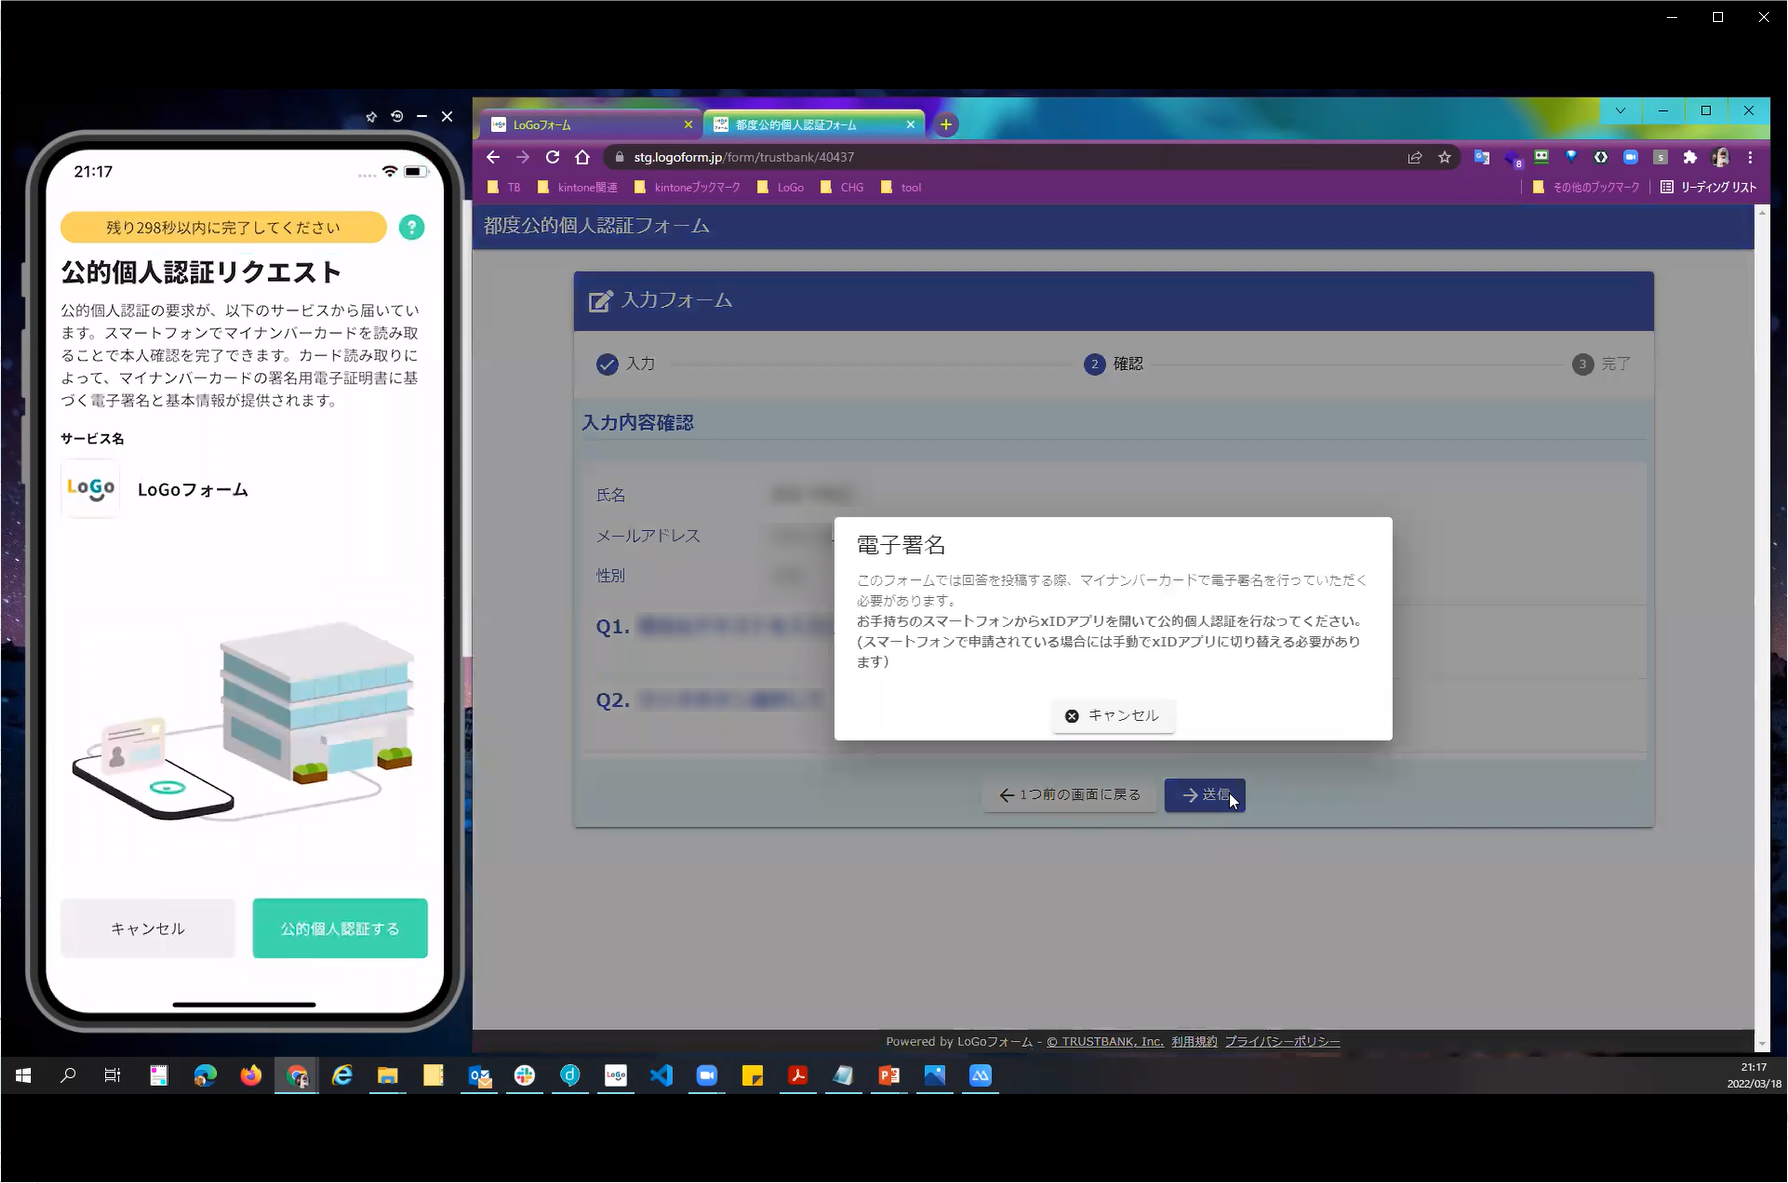 21:17
残り298秒以内に完了してください
?
公的個人認証リクエスト
公的個人認証の要求が、以下のサービスから届いてい
ます。スマートフォンでマイナンバーカードを読み取
ることで本人確認を完了できます。カード読み取りに
よって、マイナンバーカードの署名用電子証明書に基
づく電子署名と基本情報が提供されます。
サービス名
LoGo
LoGoフォーム
キャンセル
公的個人認証する
LoGoフォーム
都度公的個人認証フォーム
stg.logoform.jp/form/trustbank/40437
8
TB
kintone関連
kintoneブックマーク
LoGo
CHG
tool
その他のブックマーク
リーディング リスト
都度公的個人認証フォーム
入力フォーム
入力
2 確認
3 完了
入力内容確認
氏名
メールアドレス
性別
Q1.
Q2.
電子署名
このフォームでは回答を投稿する際、マイナンバーカードで電子署名を行っていただく
必要があります。
お手持ちのスマートフォンからxIDアプリを開いて公的個人認証を行なってください。
(スマートフォンで申請されている場合には手動でxIDアプリに切り替える必要があり
ます)
キャンセル
1つ前の画面に戻る
送信
Powered by LoGoフォーム - © TRUSTBANK, Inc. 利用規約 プライバシーポリシー
LoGo
21:17
2022/03/18